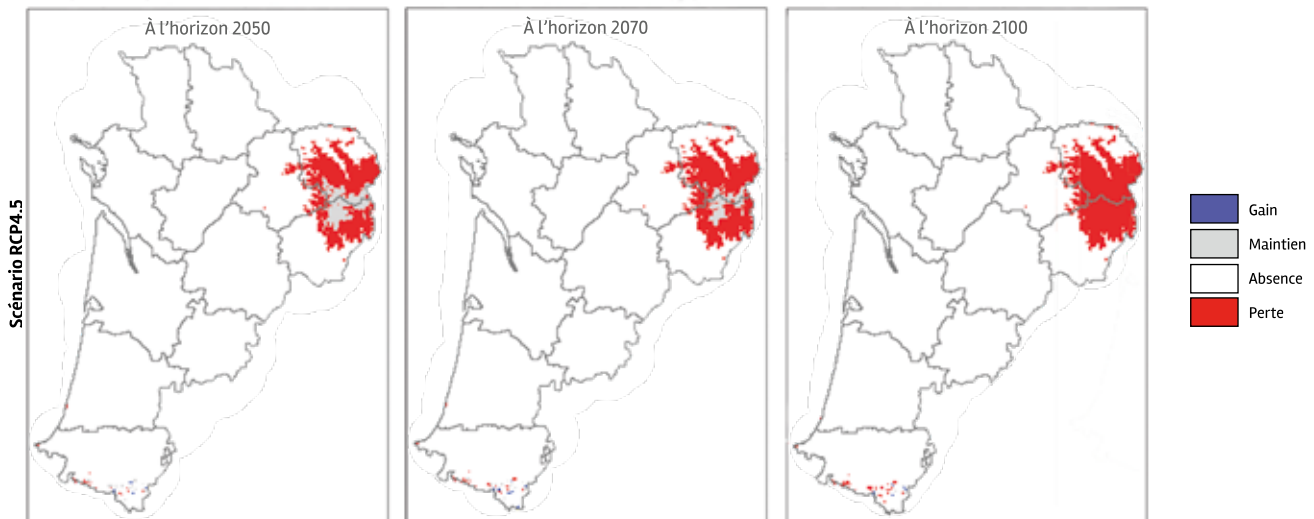 À l'horizon 2050
À l'horizon 2070
À l'horizon 2100
Scénario RCP4.5
Gain
Maintien
Absence
Perte